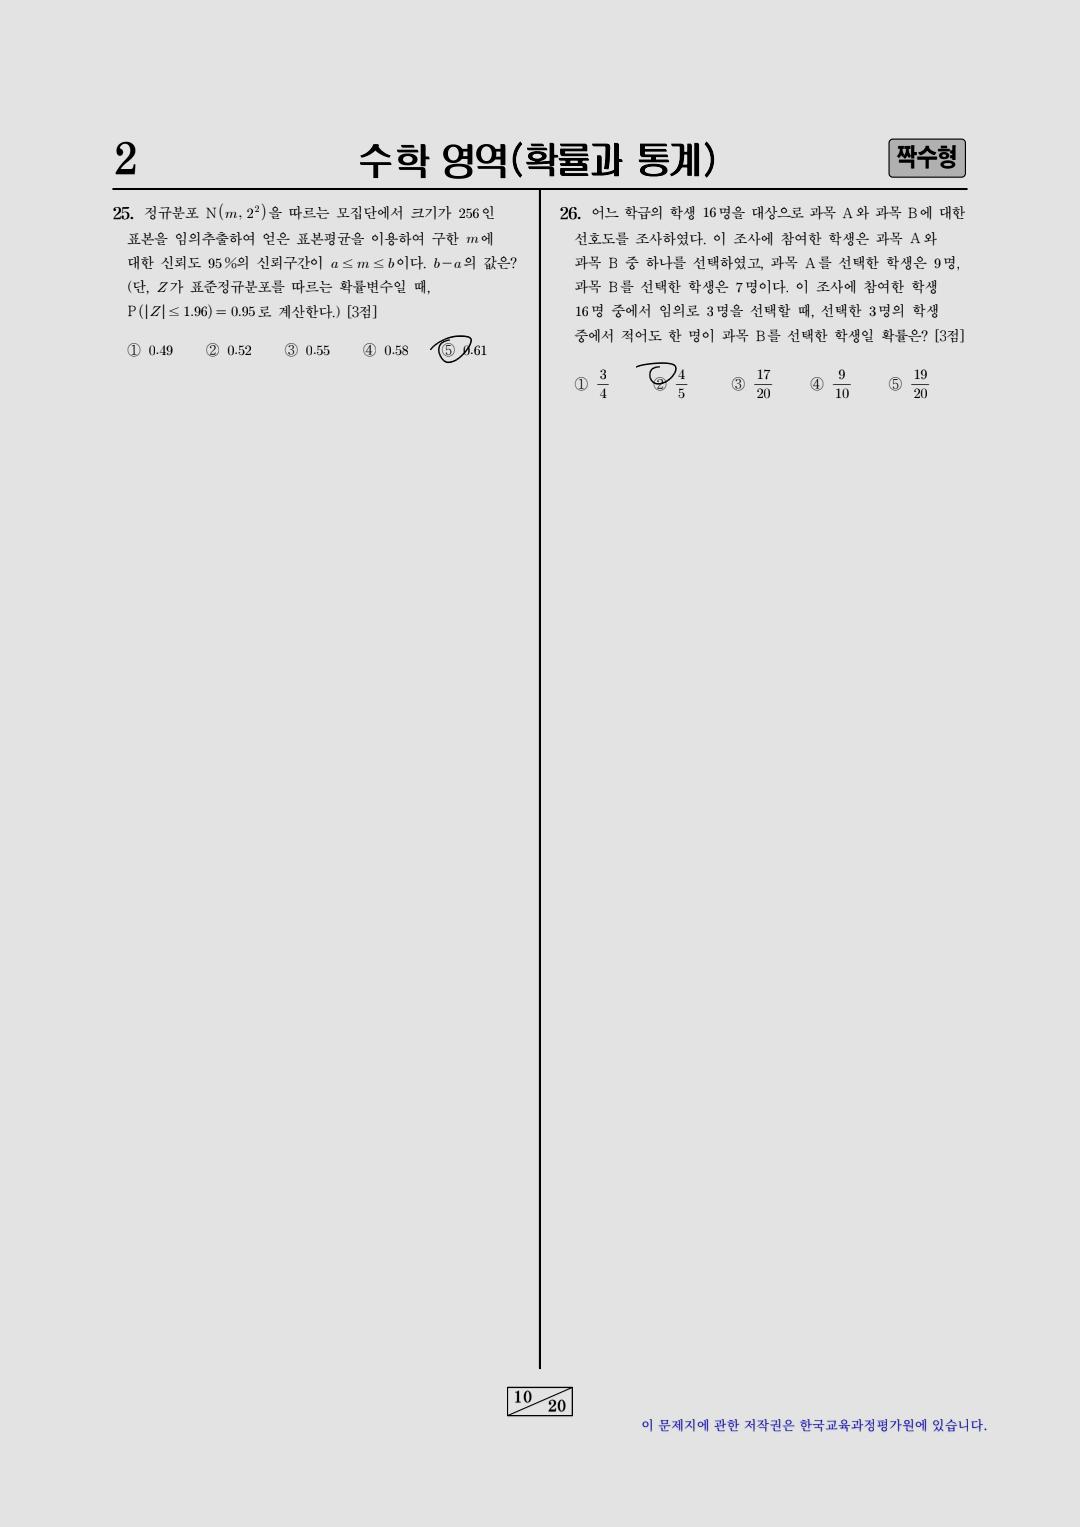 2
수학 영역(확률과 통계)
짝수형
25. 정규분포 N(m, 2²)을 따르는 모집단에서 크기가 256인
표본을 임의추출하여 얻은 표본평균을 이용하여 구한 m에
대한 신뢰도 95%의 신뢰구간이 a≤m≤b이다. b-a의 값은?
(단, Z가 표준정규분포를 따르는 확률변수일 때,
P(|Z|≤1.96)=0.95로 계산한다.) [3점]
① 0.49 ② 0.52 ③ 0.55 ④ 0.58 ⑤ 0.61
26. 어느 학급의 학생 16명을 대상으로 과목 A와 과목 B에 대한
선호도를 조사하였다. 이 조사에 참여한 학생은 과목 A와
과목 B 중 하나를 선택하였고, 과목 A를 선택한 학생은 9명,
과목 B를 선택한 학생은 7명이다. 이 조사에 참여한 학생
16명 중에서 임의로 3명을 선택할 때, 선택한 3명의 학생
중에서 적어도 한 명이 과목 B를 선택한 학생일 확률은? [3점]
① 3/4 ② 4/5 ③ 17/20 ④ 9/10 ⑤ 19/20
10 20
이 문제지에 관한 저작권은 한국교육과정평가원에 있습니다.